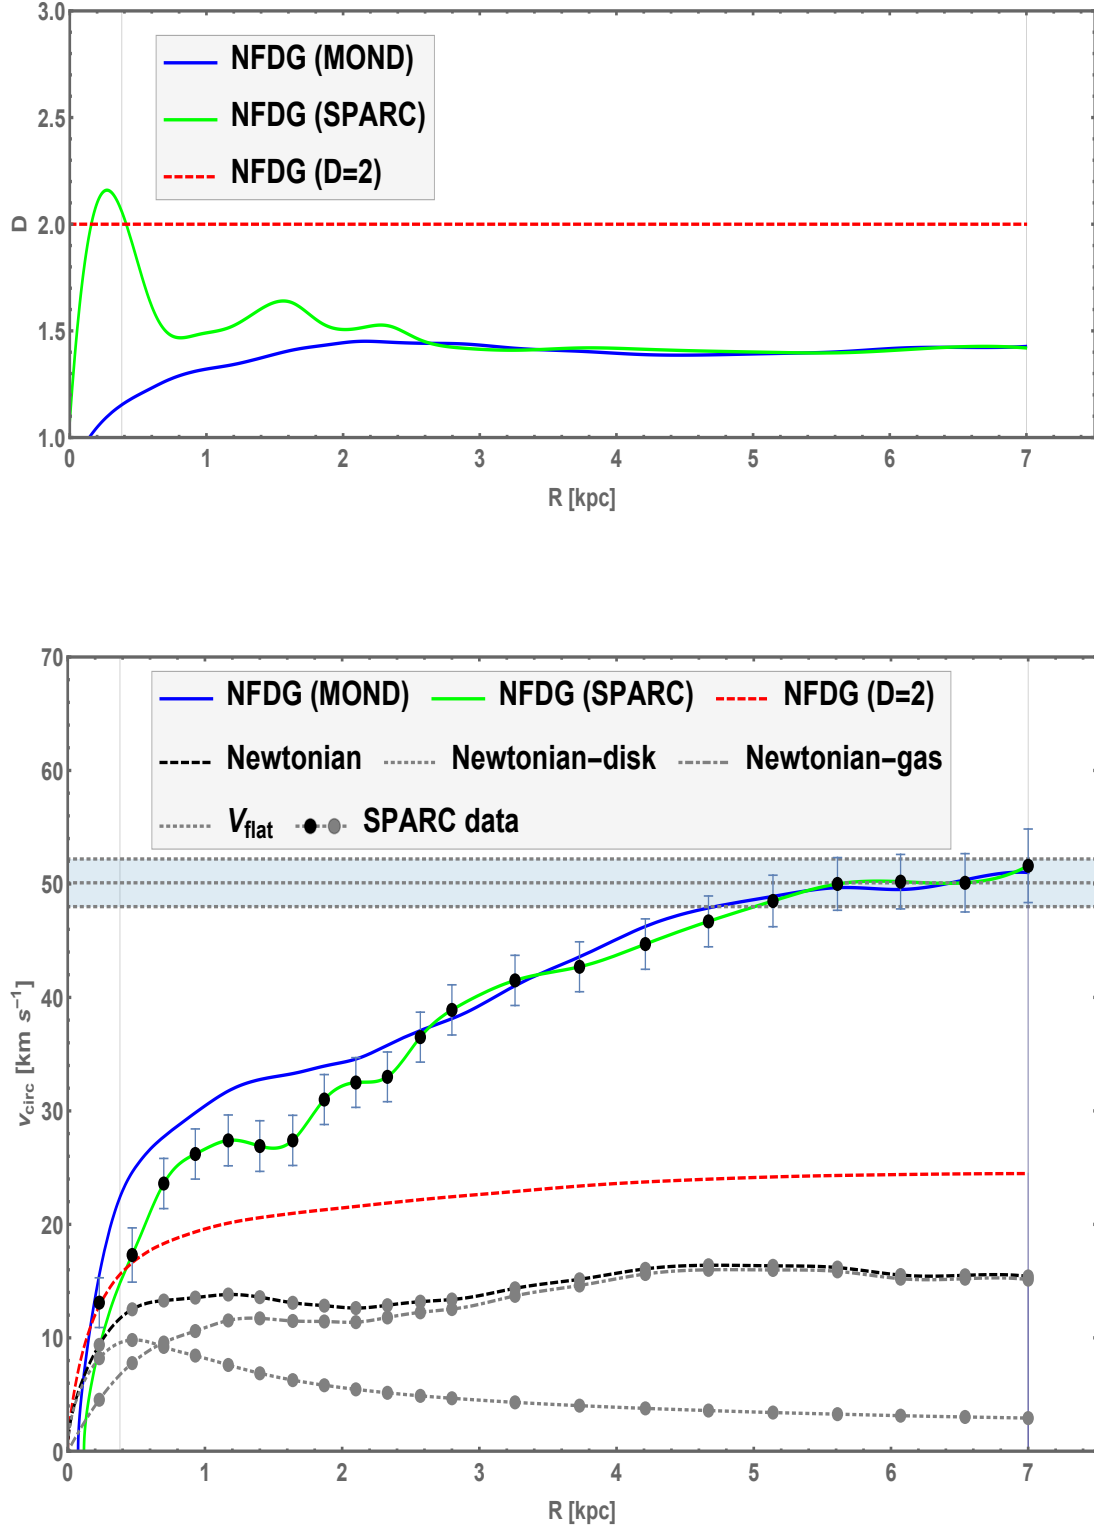 3.0
NFDG (MOND)
2.5
NFDG (SPARC)
NFDG (D=2)
D
2.0
1.5
1.0
0 1 2 3 4 5 6 7
R [kpc]
70
NFDG (MOND) NFDG (SPARC) NFDG (D=2)
Newtonian Newtonian-disk Newtonian-gas
60
Vflat SPARC data
50
40
vcirc [km s⁻¹]
30
20
10
0
0 1 2 3 4 5 6 7
R [kpc]